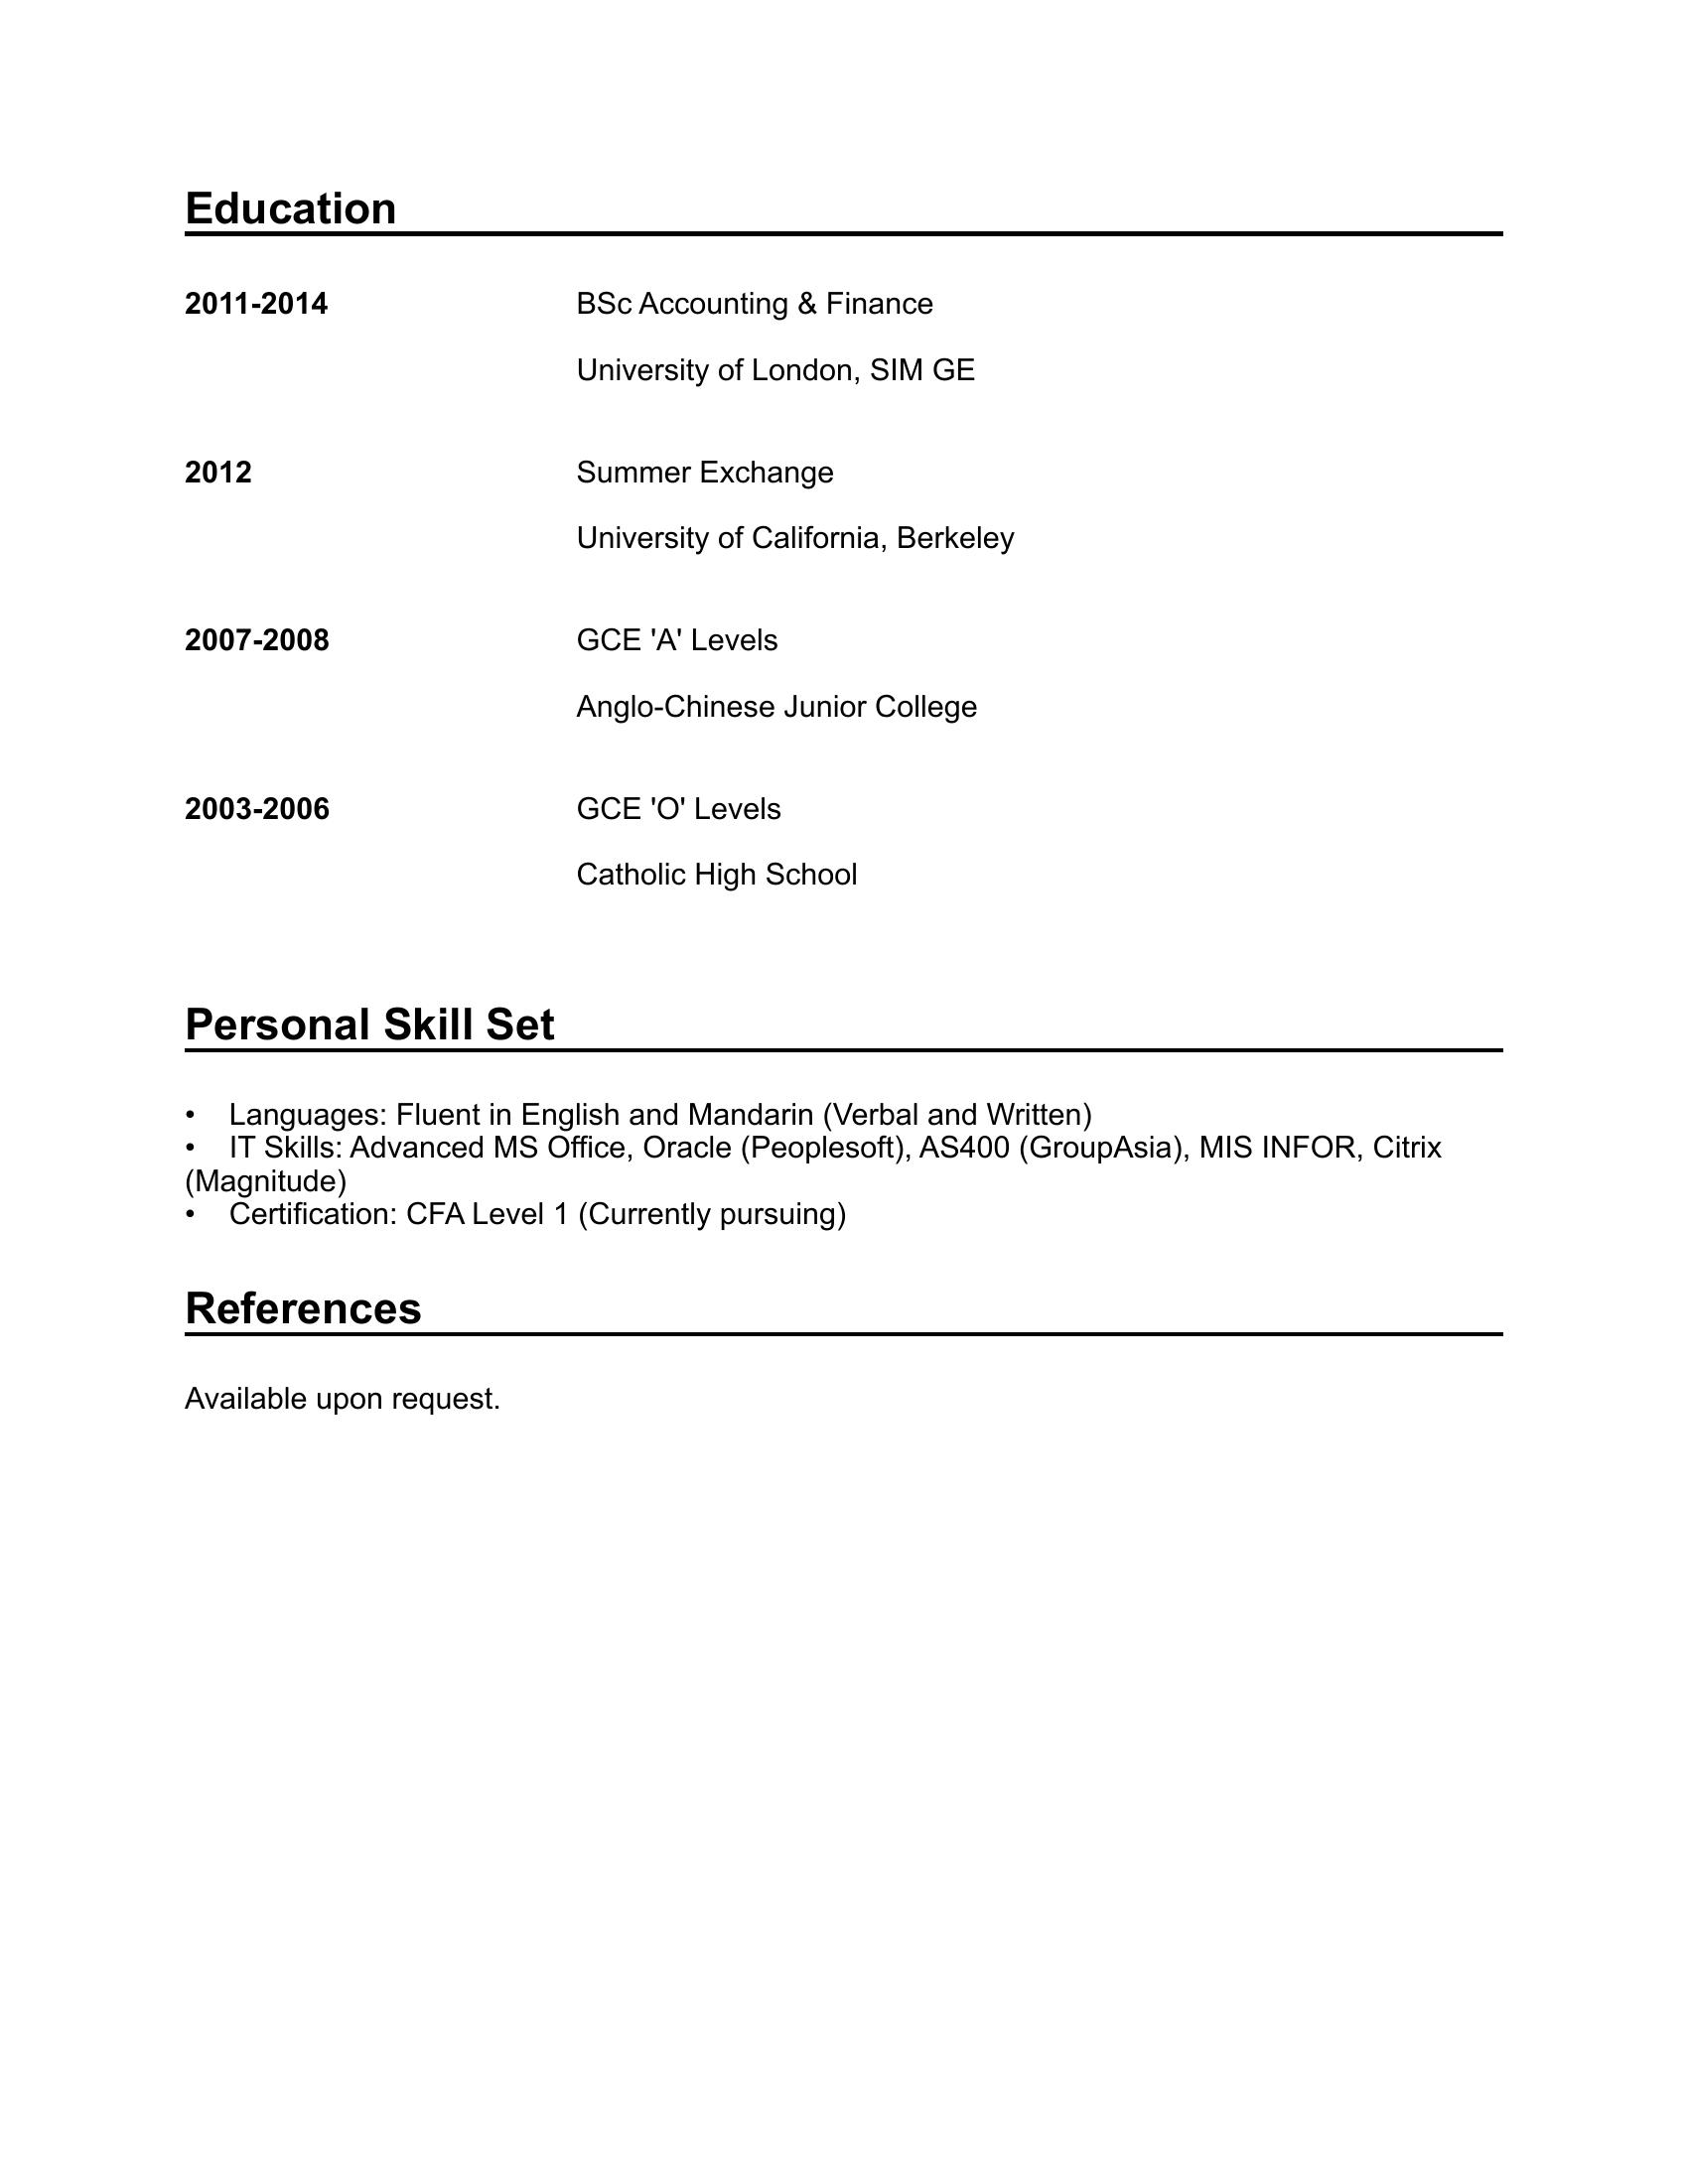 Education
2011-2014 BSc Accounting & Finance
University of London, SIM GE
2012 Summer Exchange
University of California, Berkeley
2007-2008 GCE 'A' Levels
Anglo-Chinese Junior College
2003-2006 GCE 'O' Levels
Catholic High School
Personal Skill Set
• Languages: Fluent in English and Mandarin (Verbal and Written)
• IT Skills: Advanced MS Office, Oracle (Peoplesoft), AS400 (GroupAsia), MIS INFOR, Citrix
(Magnitude)
• Certification: CFA Level 1 (Currently pursuing)
References
Available upon request.